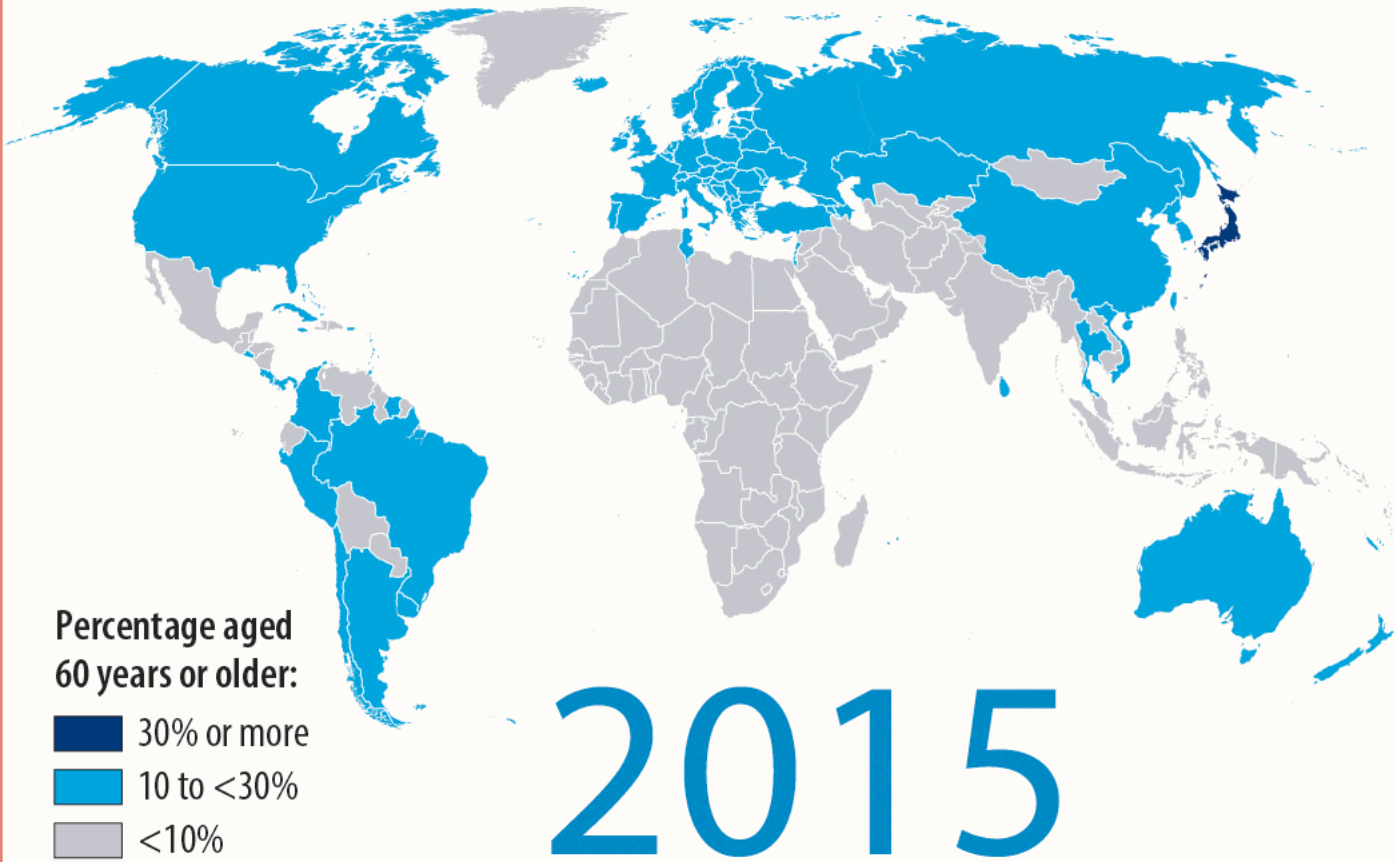 Percentage aged
60 years or older:
30% or more
10 to <30%
<10%
2015